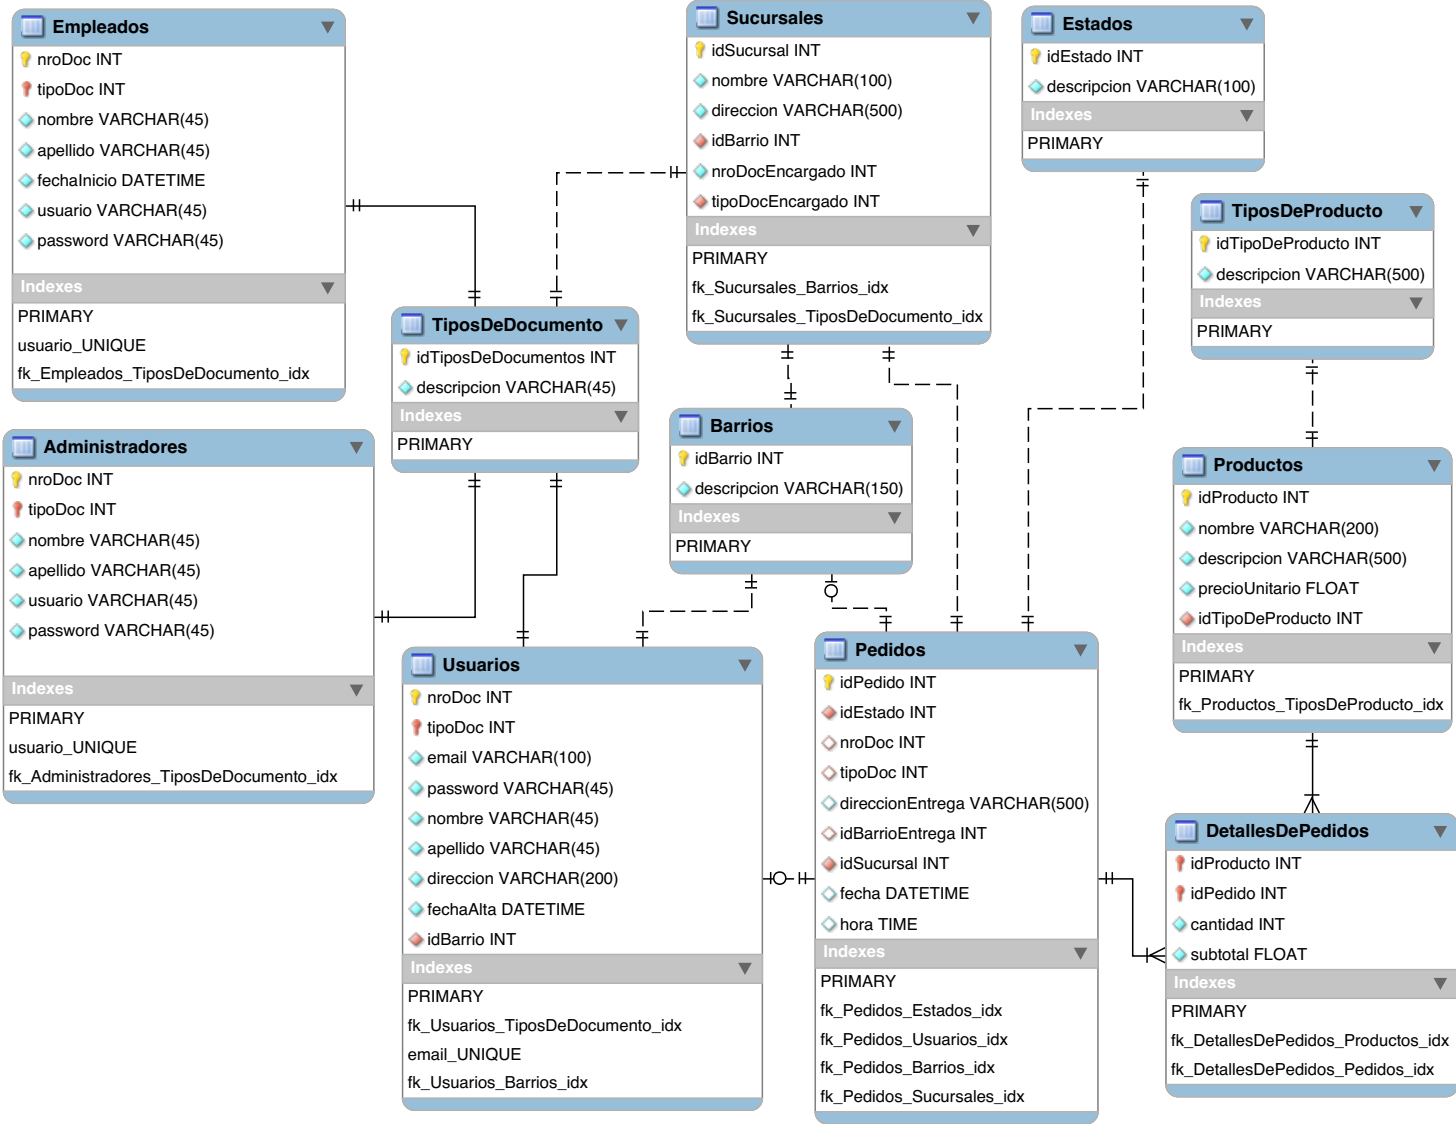 Empleados
nroDoc INT
tipoDoc INT
nombre VARCHAR(45)
apellido VARCHAR(45)
fechaInicio DATETIME
usuario VARCHAR(45)
password VARCHAR(45)
Indexes
PRIMARY
usuario_UNIQUE
fk_Empleados_TiposDeDocumento_idx
Sucursales
idSucursal INT
nombre VARCHAR(100)
direccion VARCHAR(500)
idBarrio INT
nroDocEncargado INT
tipoDocEncargado INT
Indexes
PRIMARY
fk_Sucursales_Barrios_idx
fk_Sucursales_TiposDeDocumento_idx
Estados
idEstado INT
descripcion VARCHAR(100)
Indexes
PRIMARY
TiposDeProducto
idTipoDeProducto INT
descripcion VARCHAR(500)
Indexes
PRIMARY
TiposDeDocumento
idTiposDeDocumentos INT
descripcion VARCHAR(45)
Indexes
PRIMARY
Barrios
idBarrio INT
descripcion VARCHAR(150)
Indexes
PRIMARY
Administradores
nroDoc INT
tipoDoc INT
nombre VARCHAR(45)
apellido VARCHAR(45)
usuario VARCHAR(45)
password VARCHAR(45)
Indexes
PRIMARY
usuario_UNIQUE
fk_Administradores_TiposDeDocumento_idx
Productos
idProducto INT
nombre VARCHAR(200)
descripcion VARCHAR(500)
precioUnitario FLOAT
idTipoDeProducto INT
Indexes
PRIMARY
fk_Productos_TiposDeProducto_idx
Usuarios
nroDoc INT
tipoDoc INT
email VARCHAR(100)
password VARCHAR(45)
nombre VARCHAR(45)
apellido VARCHAR(45)
direccion VARCHAR(200)
fechaAlta DATETIME
idBarrio INT
Indexes
PRIMARY
fk_Usuarios_TiposDeDocumento_idx
email_UNIQUE
fk_Usuarios_Barrios_idx
Pedidos
idPedido INT
idEstado INT
nroDoc INT
tipoDoc INT
direccionEntrega VARCHAR(500)
idBarrioEntrega INT
idSucursal INT
fecha DATETIME
hora TIME
Indexes
PRIMARY
fk_Pedidos_Estados_idx
fk_Pedidos_Usuarios_idx
fk_Pedidos_Barrios_idx
fk_Pedidos_Sucursales_idx
DetallesDePedidos
idProducto INT
idPedido INT
cantidad INT
subtotal FLOAT
Indexes
PRIMARY
fk_DetallesDePedidos_Productos_idx
fk_DetallesDePedidos_Pedidos_idx